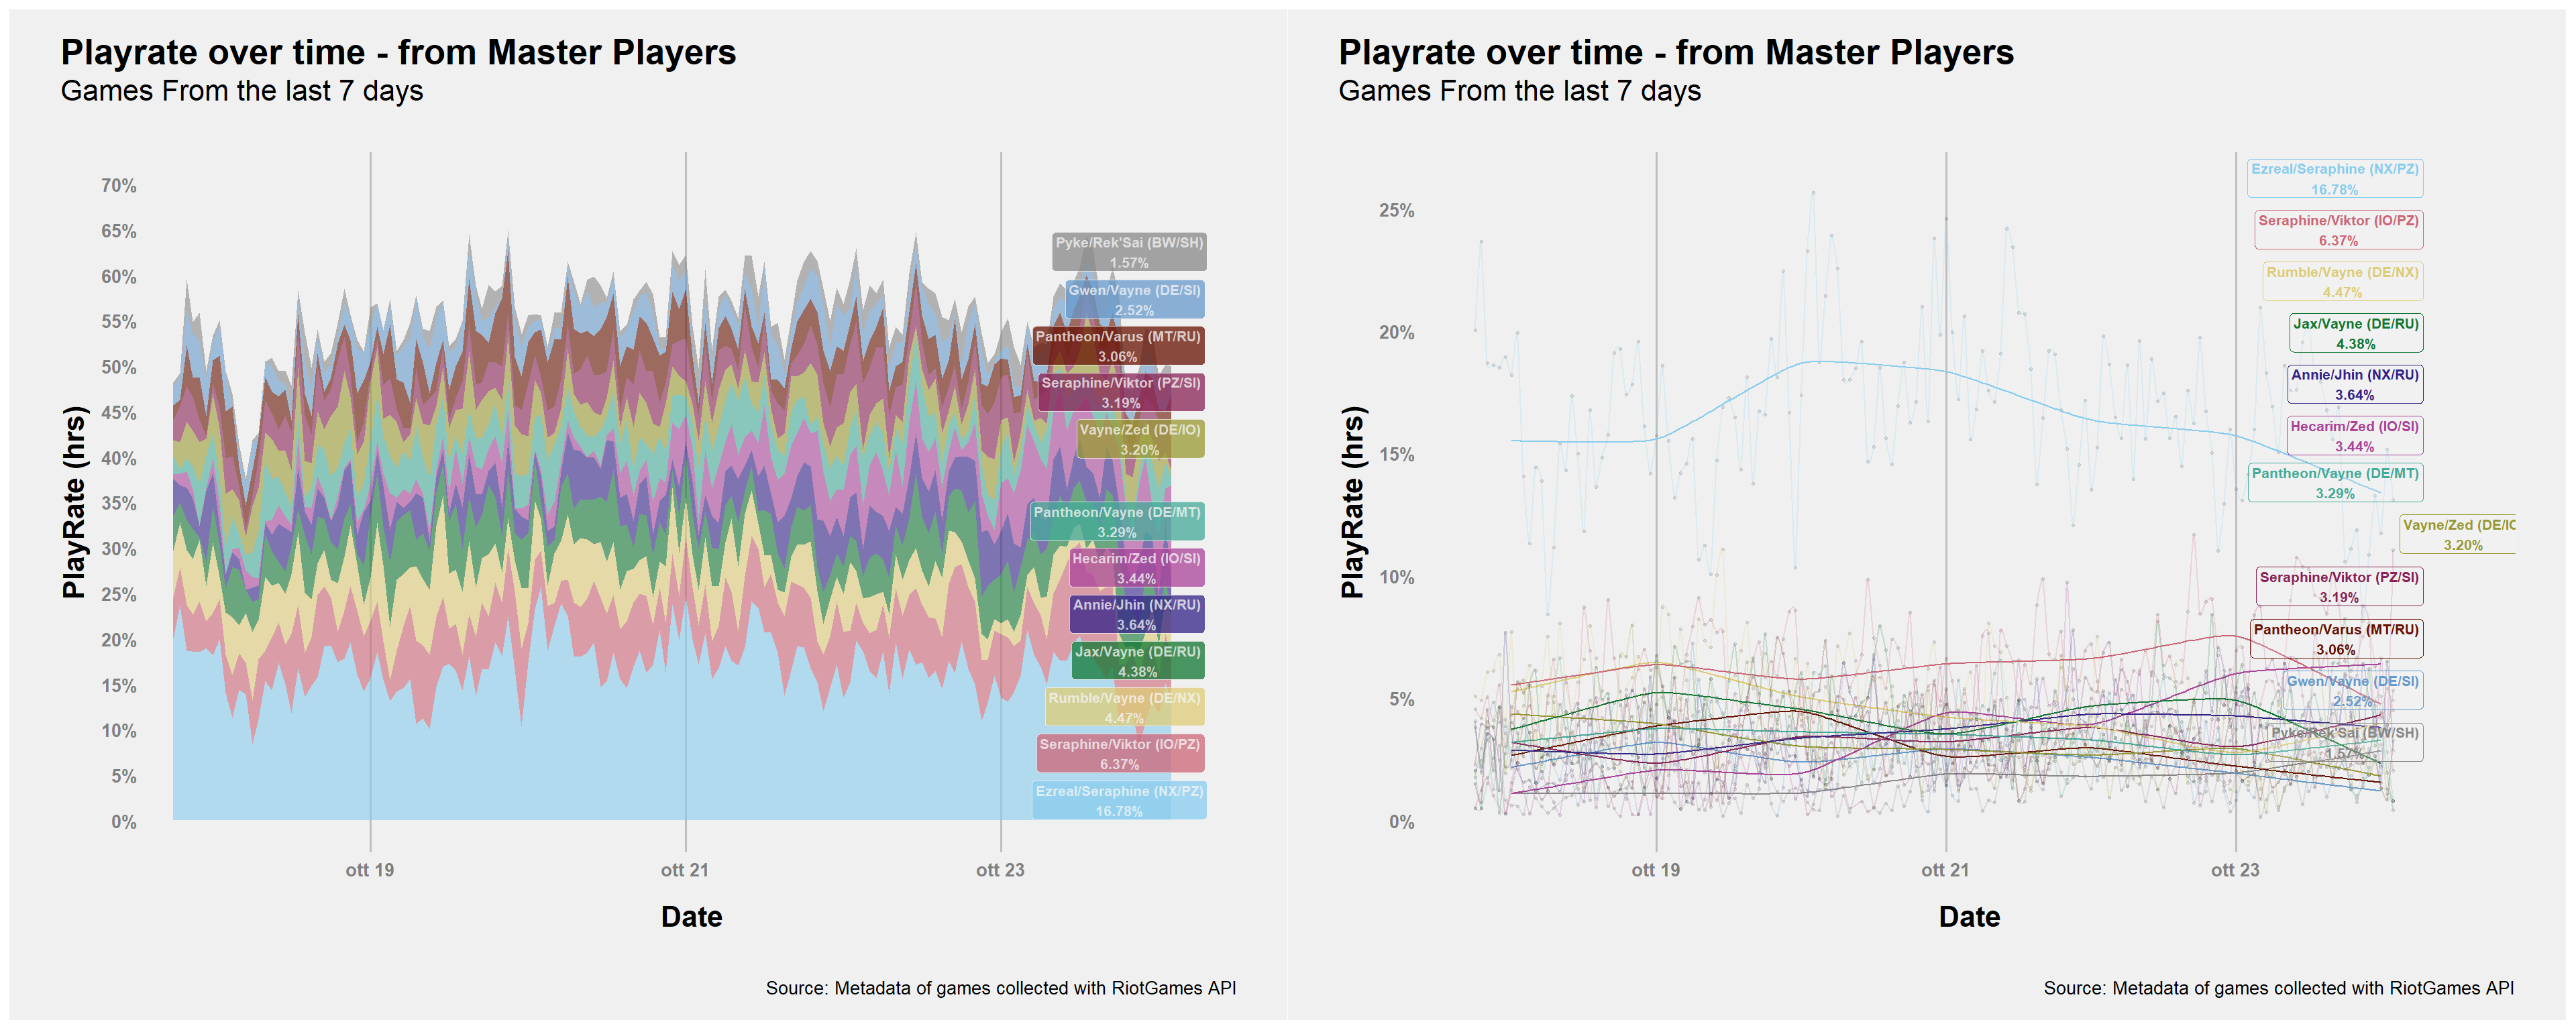 Playrate over time - from Master Players
Games From the last 7 days
PlayRate (hrs)
70%
65%
60%
55%
50%
45%
40%
35%
30%
25%
20%
15%
10%
5%
0%
Pyke/Rek'Sai (BW/SH)
1.57%
Gwen/Vayne (DE/SI)
2.52%
Pantheon/Varus (MT/RU)
3.06%
Seraphine/Viktor (PZ/SI)
3.19%
Vayne/Zed (DE/IO)
3.20%
Pantheon/Vayne (DE/MT)
3.29%
Hecarim/Zed (IO/SI)
3.44%
Annie/Jhin (NX/RU)
3.64%
Jax/Vayne (DE/RU)
4.38%
Rumble/Vayne (DE/NX)
4.47%
Seraphine/Viktor (IO/PZ)
6.37%
Ezreal/Seraphine (NX/PZ)
16.78%
ott 19
ott 21
ott 23
Date
Source: Metadata of games collected with RiotGames API
Playrate over time - from Master Players
Games From the last 7 days
PlayRate (hrs)
25%
20%
15%
10%
5%
0%
Ezreal/Seraphine (NX/PZ)
16.78%
Seraphine/Viktor (IO/PZ)
6.37%
Rumble/Vayne (DE/NX)
4.47%
Jax/Vayne (DE/RU)
4.38%
Annie/Jhin (NX/RU)
3.64%
Hecarim/Zed (IO/SI)
3.44%
Pantheon/Vayne (DE/MT)
3.29%
Vayne/Zed (DE/IO
3.20%
Seraphine/Viktor (PZ/SI)
3.19%
Pantheon/Varus (MT/RU)
3.06%
Gwen/Vayne (DE/SI)
2.52%
Pyke/Rek'Sai (BW/SH)
1.57%
ott 19
ott 21
ott 23
Date
Source: Metadata of games collected with RiotGames API